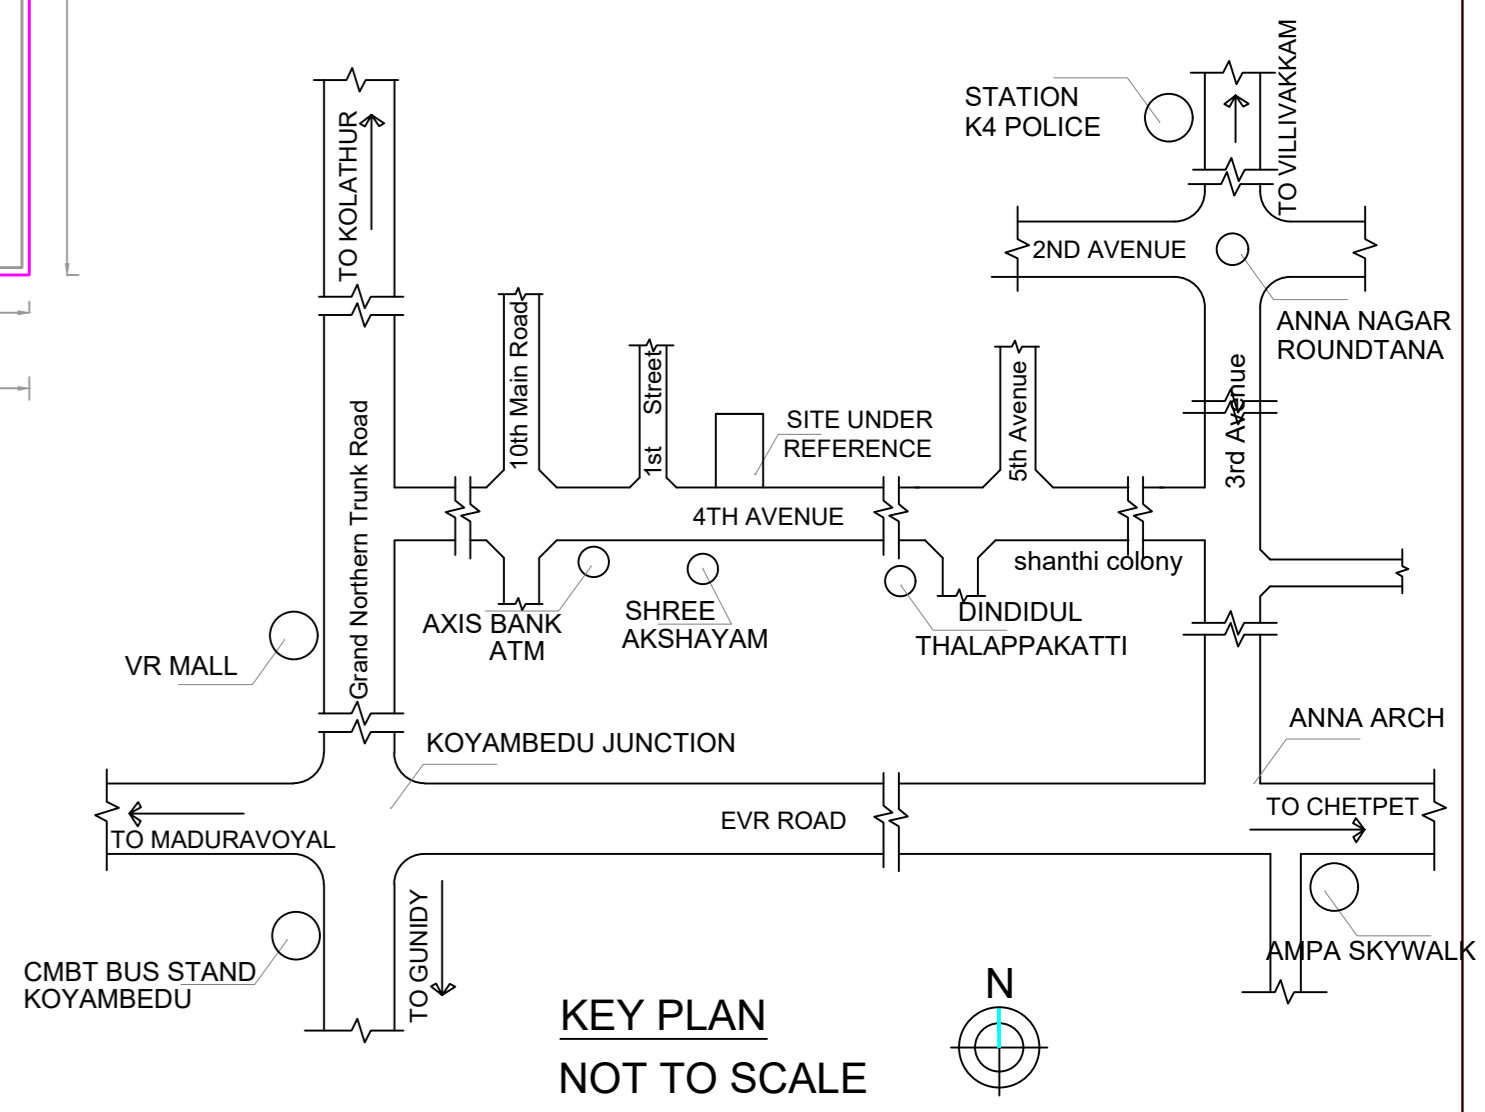 STATION
K4 POLICE
TO VILLIVAKKAM
TO KOLATHUR
2ND AVENUE
ANNA NAGAR
ROUNDTANA
10th Main Road
1st Street
SITE UNDER
REFERENCE
5th Avenue
3rd Avenue
Grand Northern Trunk Road
4TH AVENUE
shanthi colony
AXIS BANK
ATM
SHREE
AKSHAYAM
DINDIDUL
THALAPPAKATTI
VR MALL
KOYAMBEDU JUNCTION
ANNA ARCH
TO MADURAVOYAL
EVR ROAD
TO CHETPET
CMBT BUS STAND
KOYAMBEDU
TO GUNIDY
AMPA SKYWALK
KEY PLAN
NOT TO SCALE
N